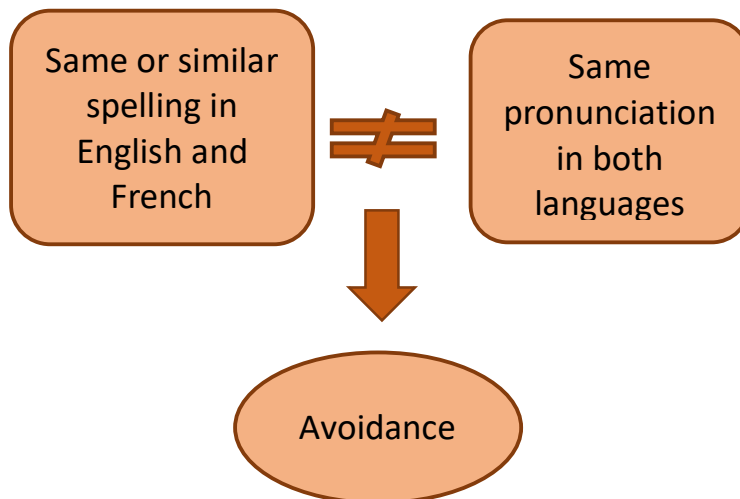 Same or similar
spelling in
English and
French
≠
Same
pronunciation
in both
languages
Avoidance